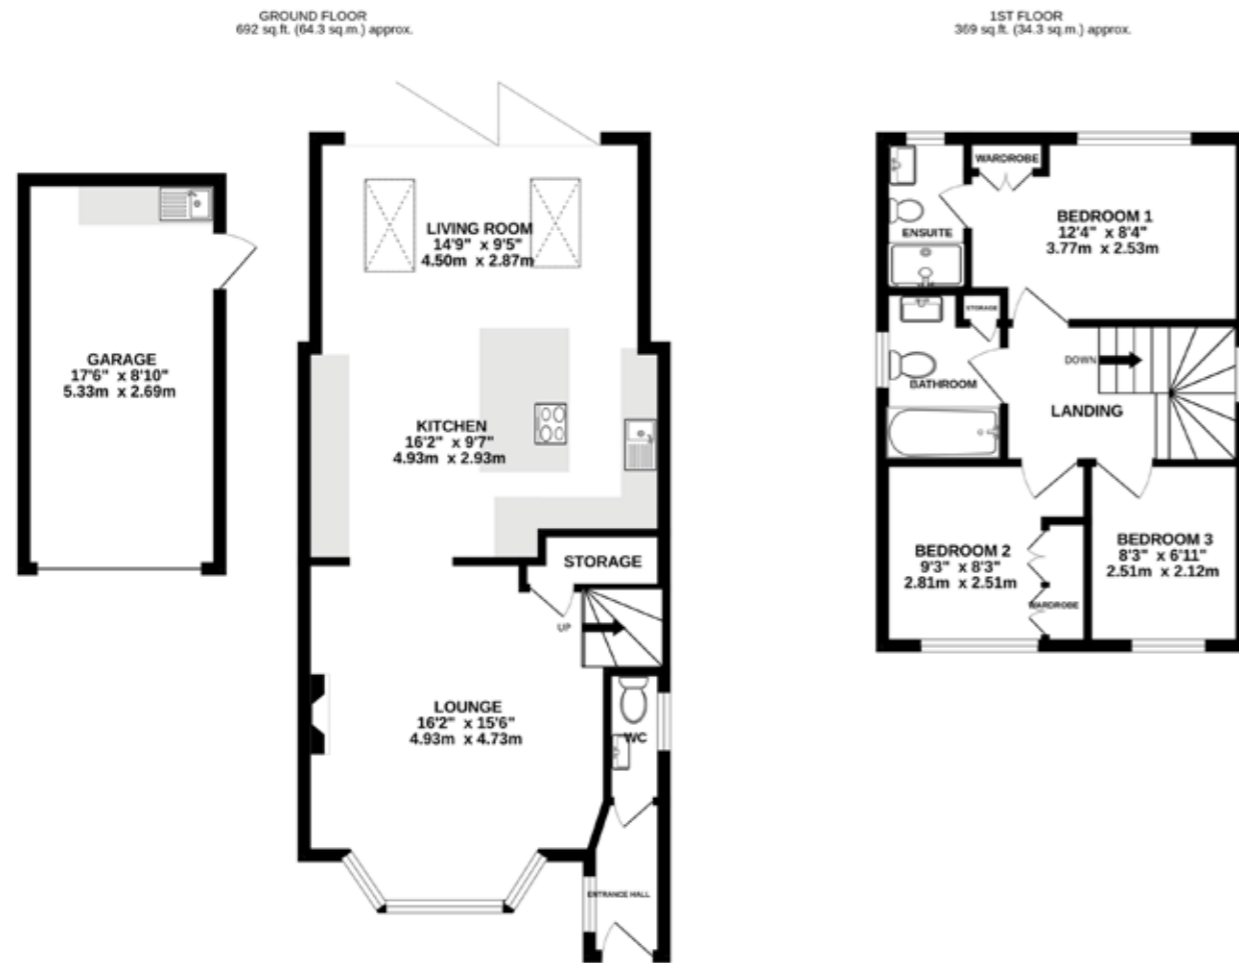 GROUND FLOOR
692 sq.ft. (64.3 sq.m.) approx.
1ST FLOOR
369 sq.ft. (34.3 sq.m.) approx.
LIVING ROOM
14'9" x 9'5"
4.50m x 2.87m
GARAGE
17'6" x 8'10"
5.33m x 2.69m
KITCHEN
16'2" x 9'7"
4.93m x 2.93m
STORAGE
UP
LOUNGE
16'2" x 15'6"
4.93m x 4.73m
WC
ENTRANCE HALL
WARDROBE
BEDROOM 1
12'4" x 8'4"
3.77m x 2.53m
ENSUITE
STORAGE
DOWN
BATHROOM
LANDING
BEDROOM 2
9'3" x 8'3"
2.81m x 2.51m
WARDROBE
BEDROOM 3
8'3" x 6'11"
2.51m x 2.12m